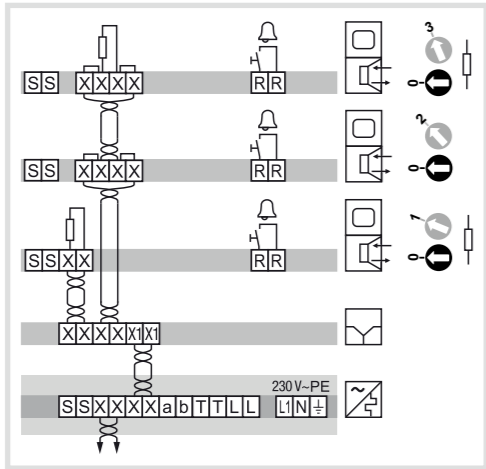 3
S S X X X X R R 0
2
S S X X X X R R 0
1
S S X X R R 0
X X X X X1 X1
230 V~PE
S S X X X X a b T T L L L1 N